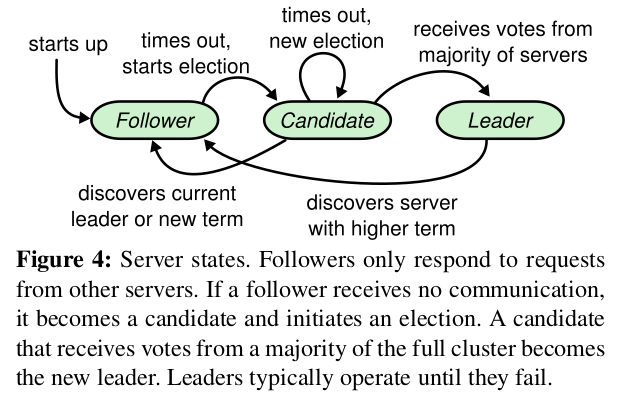 starts up
times out,
starts election
times out,
new election
receives votes from
majority of servers
Follower
Candidate
Leader
discovers current
leader or new term
discovers server
with higher term
Figure 4: Server states. Followers only respond to requests
from other servers. If a follower receives no communication,
it becomes a candidate and initiates an election. A candidate
that receives votes from a majority of the full cluster becomes
the new leader. Leaders typically operate until they fail.